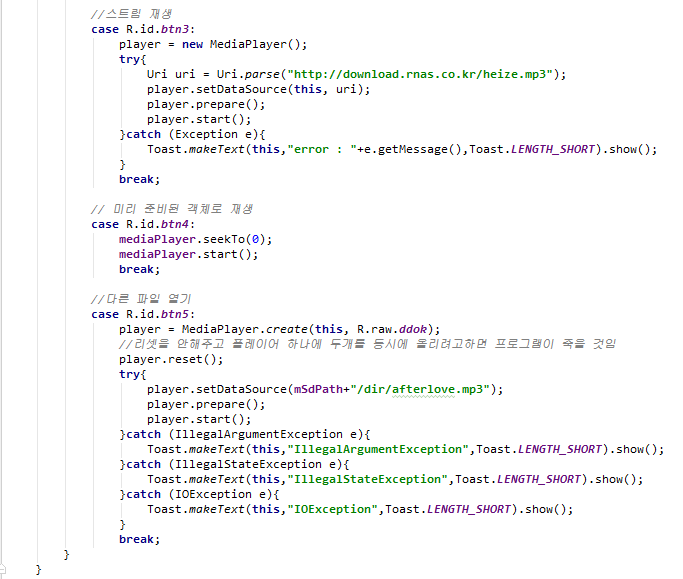 //스트림 재생
case R.id.btn3:
player = new MediaPlayer();
try{
Uri uri = Uri.parse("http://download.rnas.co.kr/heize.mp3");
player.setDataSource(this, uri);
player.prepare();
player.start();
}catch (Exception e){
Toast.makeText(this,"error : "+e.getMessage(),Toast.LENGTH_SHORT).show();
}
break;
// 미리 준비된 객체로 재생
case R.id.btn4:
mediaPlayer.seekTo(0);
mediaPlayer.start();
break;
//다른 파일 열기
case R.id.btn5:
player = MediaPlayer.create(this, R.raw.ddok);
//리셋을 안해주고 플레이어 하나에 두개를 동시에 올리려고하면 프로그램이 죽을 것임
player.reset();
try{
player.setDataSource(mSdPath+"/dir/afterlove.mp3");
player.prepare();
player.start();
}catch (IllegalArgumentException e){
Toast.makeText(this,"IllegalArgumentException",Toast.LENGTH_SHORT).show();
}catch (IllegalStateException e){
Toast.makeText(this,"IllegalStateException",Toast.LENGTH_SHORT).show();
}catch (IOException e){
Toast.makeText(this,"IOException",Toast.LENGTH_SHORT).show();
}
break;
}
}